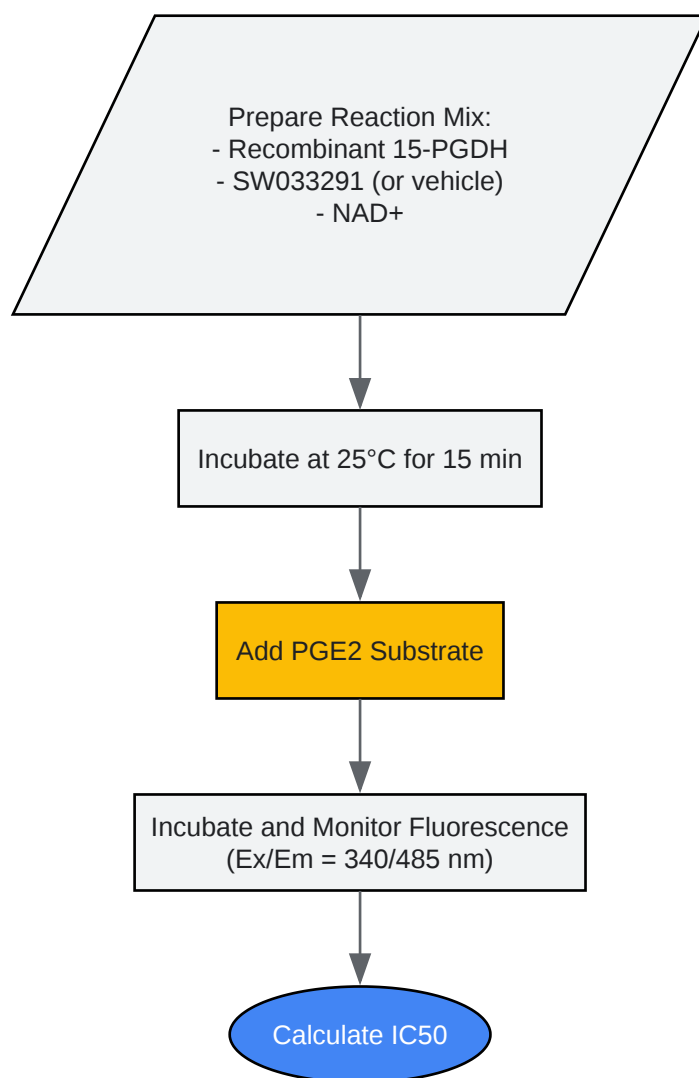 Prepare Reaction Mix:
- Recombinant 15-PGDH
- SW033291 (or vehicle)
- NAD+
Incubate at 25°C for 15 min
Add PGE2 Substrate
Incubate and Monitor Fluorescence
(Ex/Em = 340/485 nm)
Calculate IC50